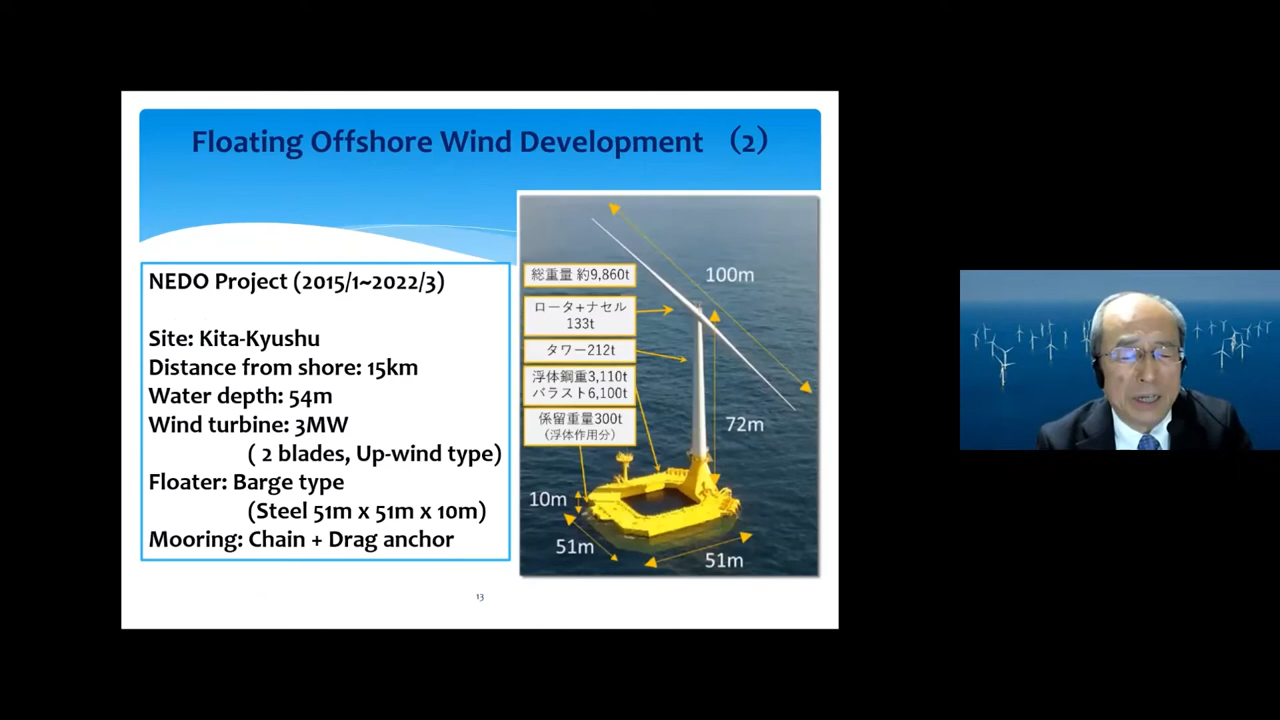 Floating Offshore Wind Development (2)
NEDO Project (2015/1~2022/3)
Site: Kita-Kyushu
Distance from shore: 15km
Water depth: 54m
Wind turbine: 3MW
( 2 blades, Up-wind type)
Floater: Barge type
(Steel 51m x 51m x 10m)
Mooring: Chain + Drag anchor
総重量 約9,860t
ロータ+ナセル
133t
タワー212t
浮体鋼重3,110t
バラスト6,100t
係留重量300t
(浮体作用分)
100m
72m
10m
51m
51m
13